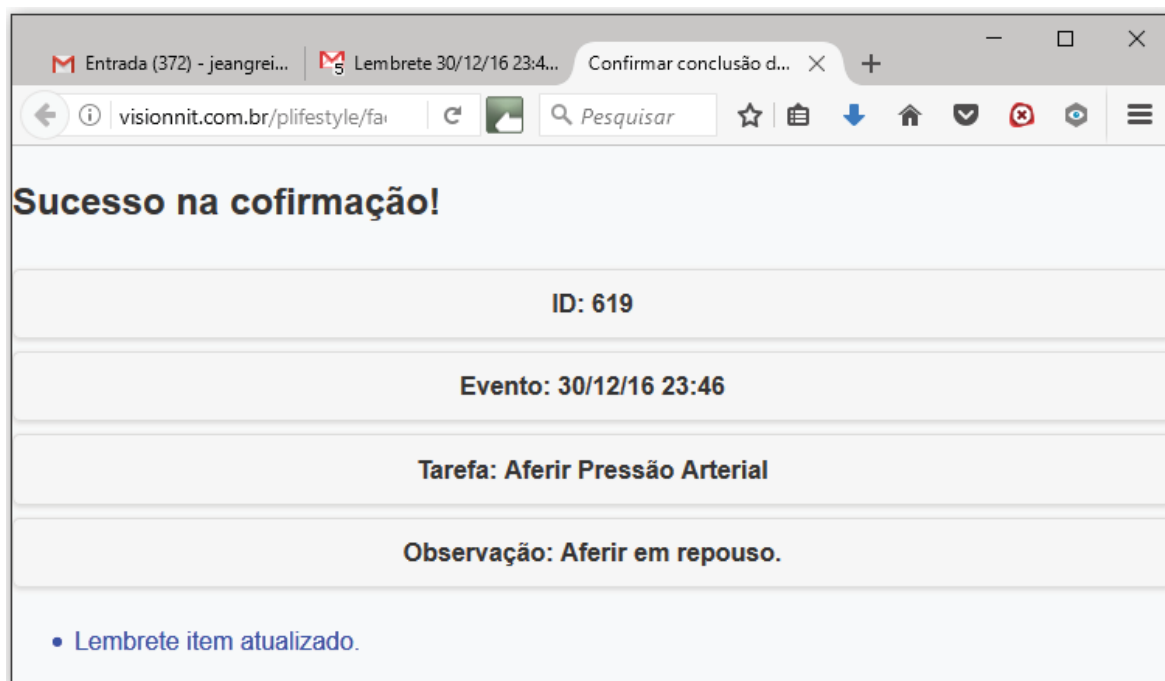 Entrada (372) - jeangrei...
5 Lembrete 30/12/16 23:4...
Confirmar conclusão d...
visionnit.com.br/plifestyle/fa
Pesquisar
Sucesso na cofirmação!
ID: 619
Evento: 30/12/16 23:46
Tarefa: Aferir Pressão Arterial
Observação: Aferir em repouso.
• Lembrete item atualizado.